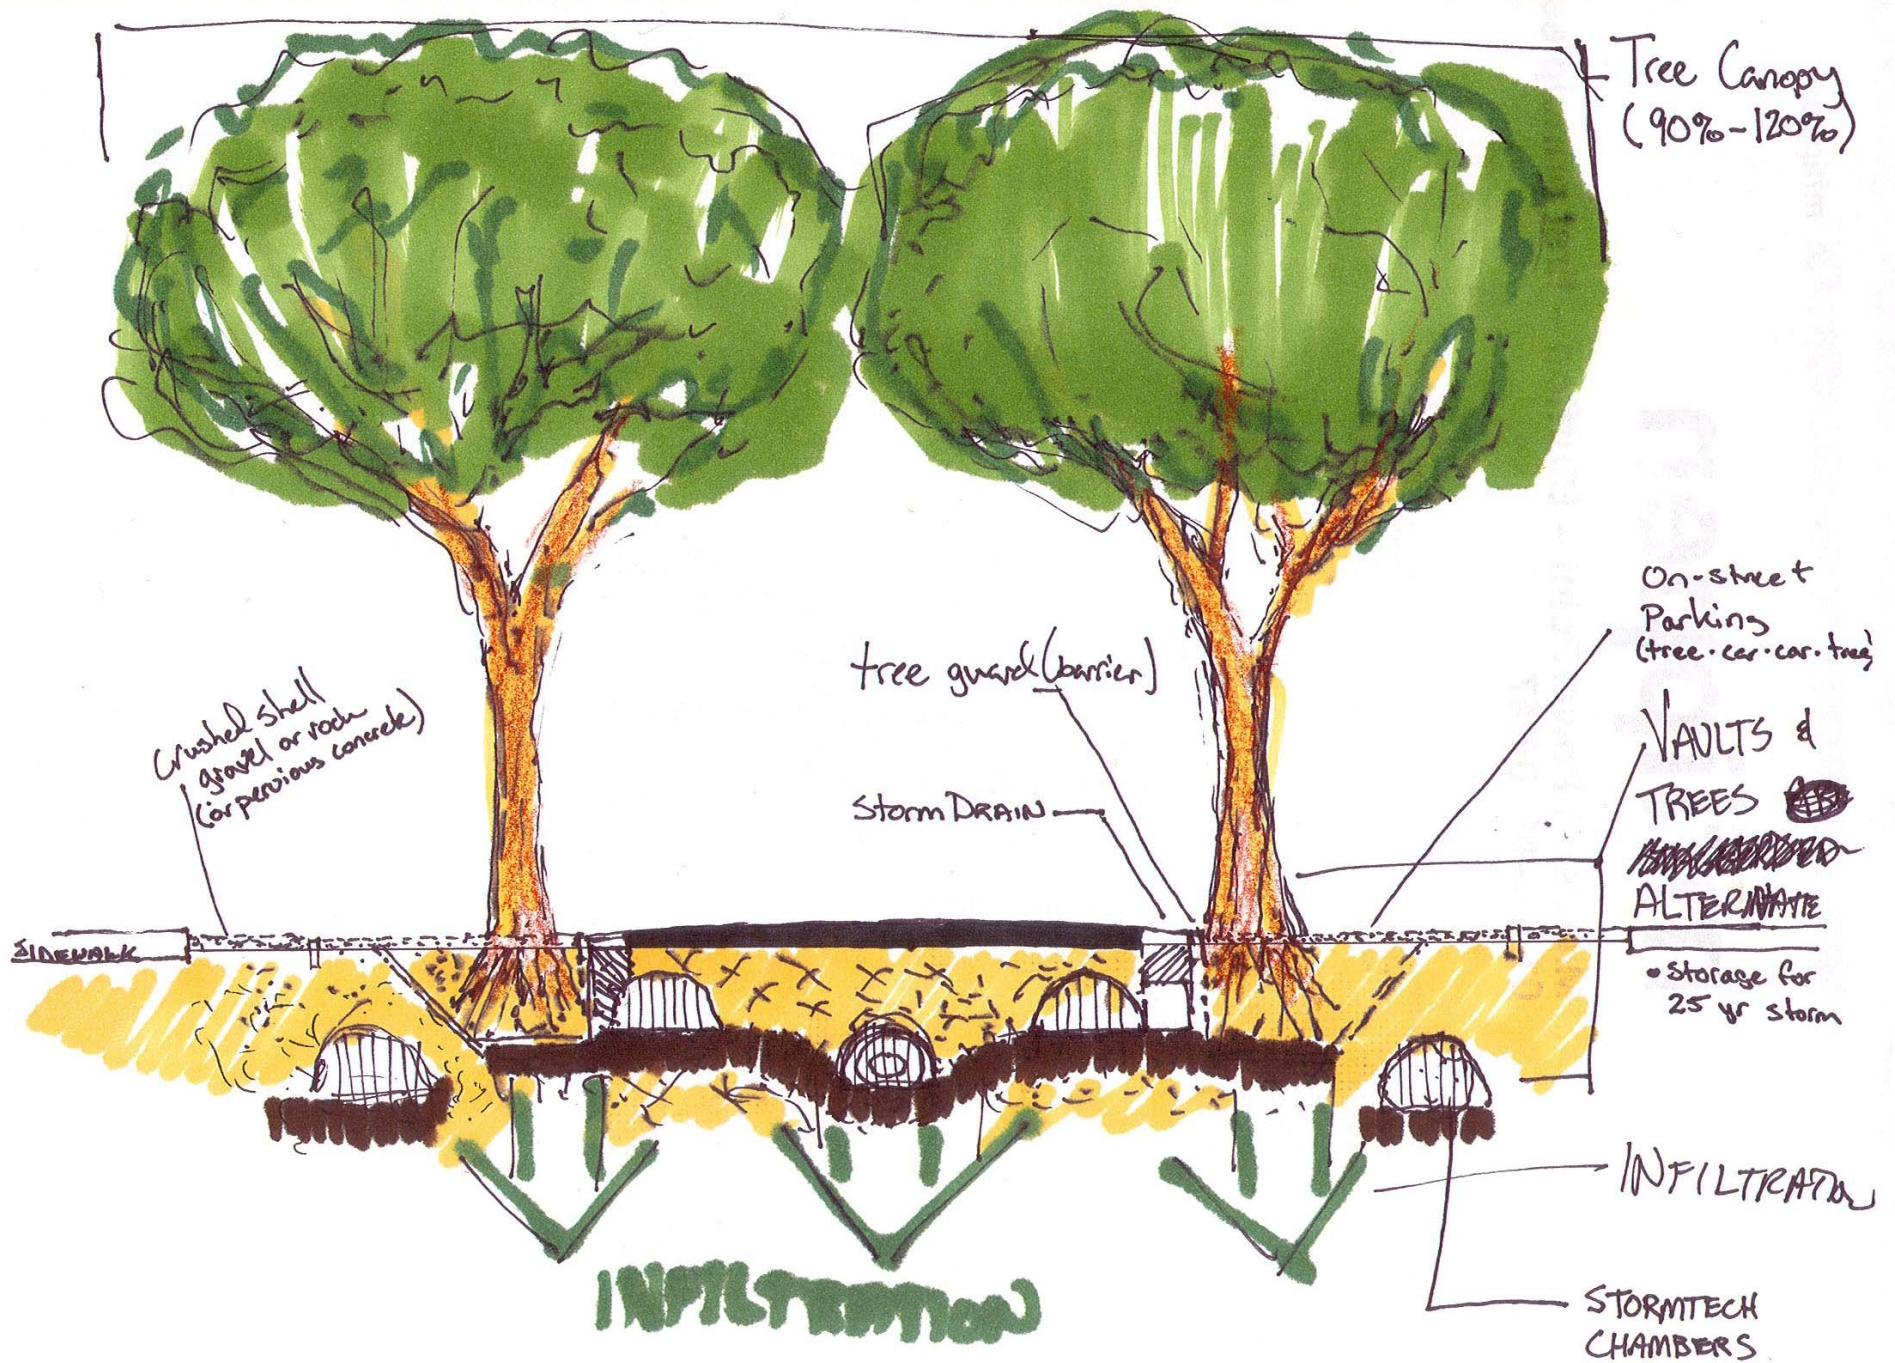 Tree Canopy
(90%-120%)
On-street
Parking
(tree·car·car·tree)
tree guard (barrier)
Crushed shell
gravel or rock
(or pervious concrete)
VAULTS &
TREES
ALTERNATE
Storm DRAIN
SIDEWALK
• Storage for
25 yr storm
INFILTRATION
INFILTRATION
STORMTECH
CHAMBERS